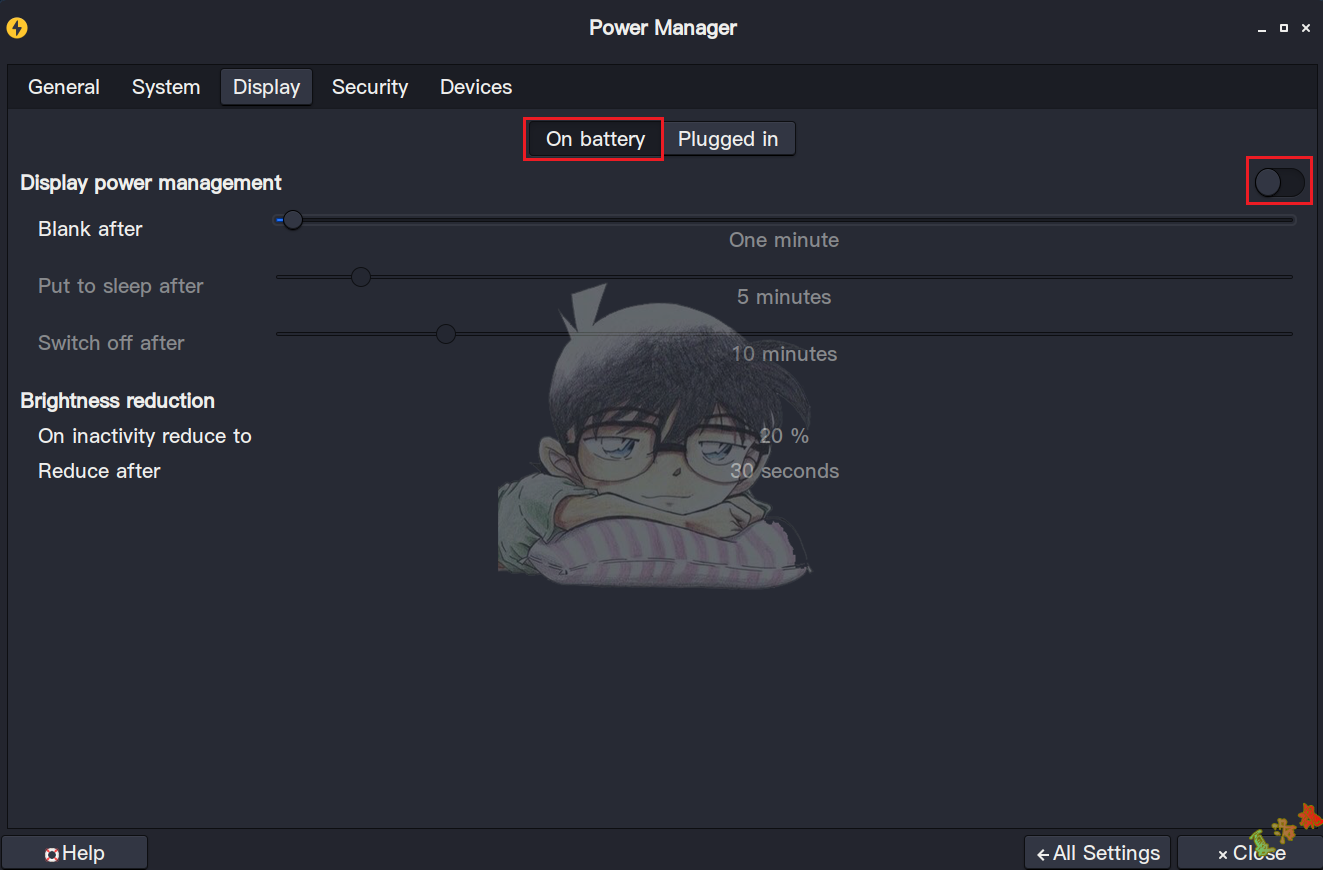 Power Manager
General System Display Security Devices
On battery Plugged in
Display power management
Blank after
One minute
Put to sleep after
5 minutes
Switch off after
10 minutes
Brightness reduction
On inactivity reduce to 20 %
Reduce after 30 seconds
Help All Settings Close